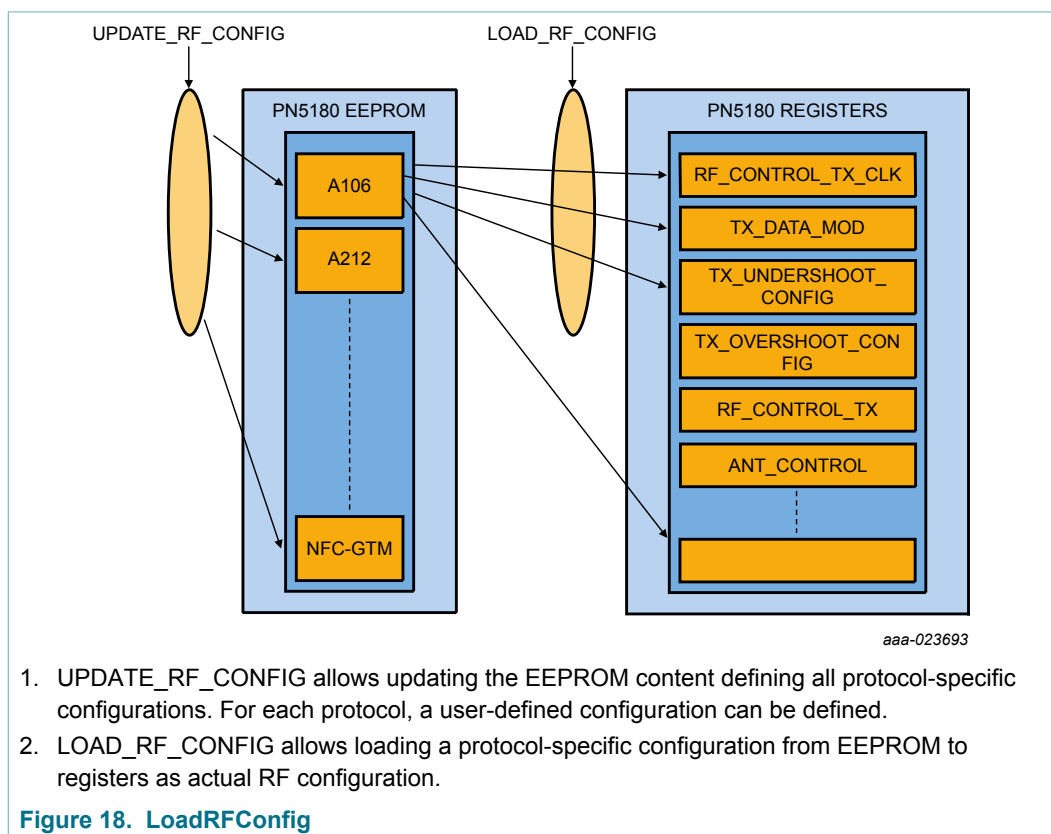 UPDATE_RF_CONFIG
LOAD_RF_CONFIG
PN5180 EEPROM
A106
A212
NFC-GTM
PN5180 REGISTERS
RF_CONTROL_TX_CLK
TX_DATA_MOD
TX_UNDERSHOOT_
CONFIG
TX_OVERSHOOT_CON
FIG
RF_CONTROL_TX
ANT_CONTROL
aaa-023693
1. UPDATE_RF_CONFIG allows updating the EEPROM content defining all protocol-specific
configurations. For each protocol, a user-defined configuration can be defined.
2. LOAD_RF_CONFIG allows loading a protocol-specific configuration from EEPROM to
registers as actual RF configuration.
Figure 18. LoadRFConfig